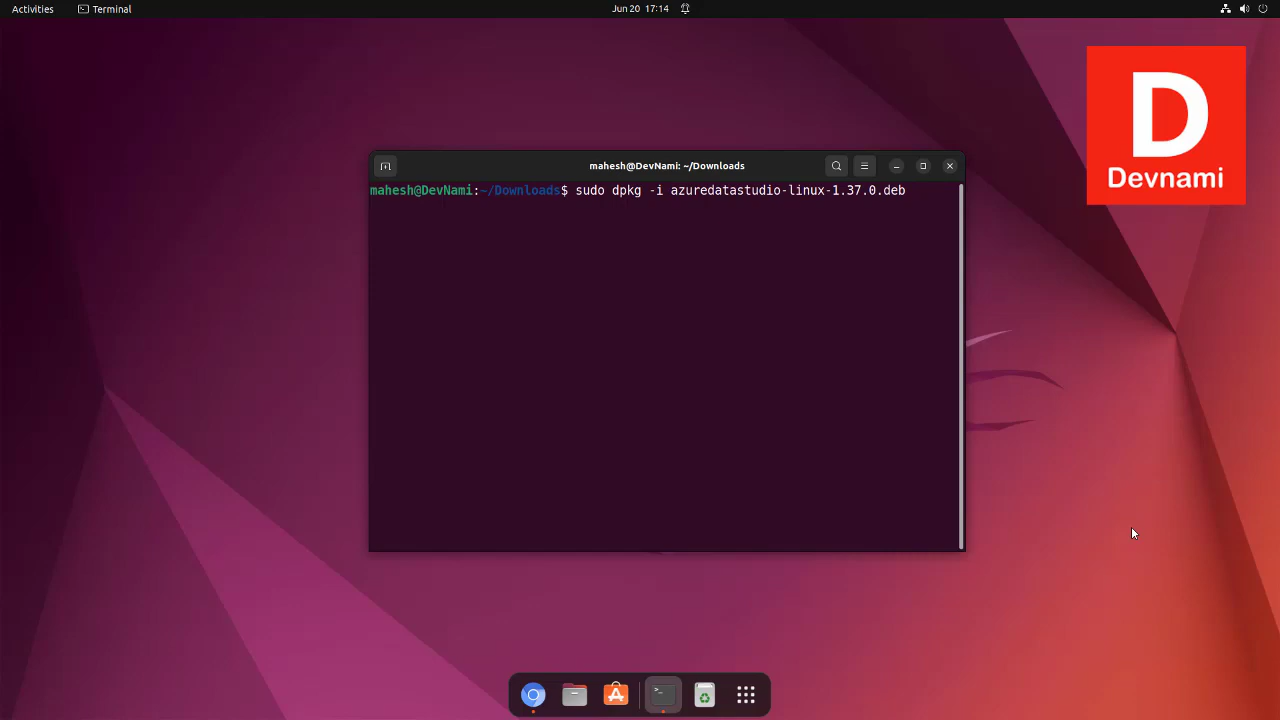 Activities
Terminal
Jun 20 17:14
D
Devnami
mahesh@DevNami: ~/Downloads
mahesh@DevNami:~/Downloads$ sudo dpkg -i azuredatastudio-linux-1.37.0.deb